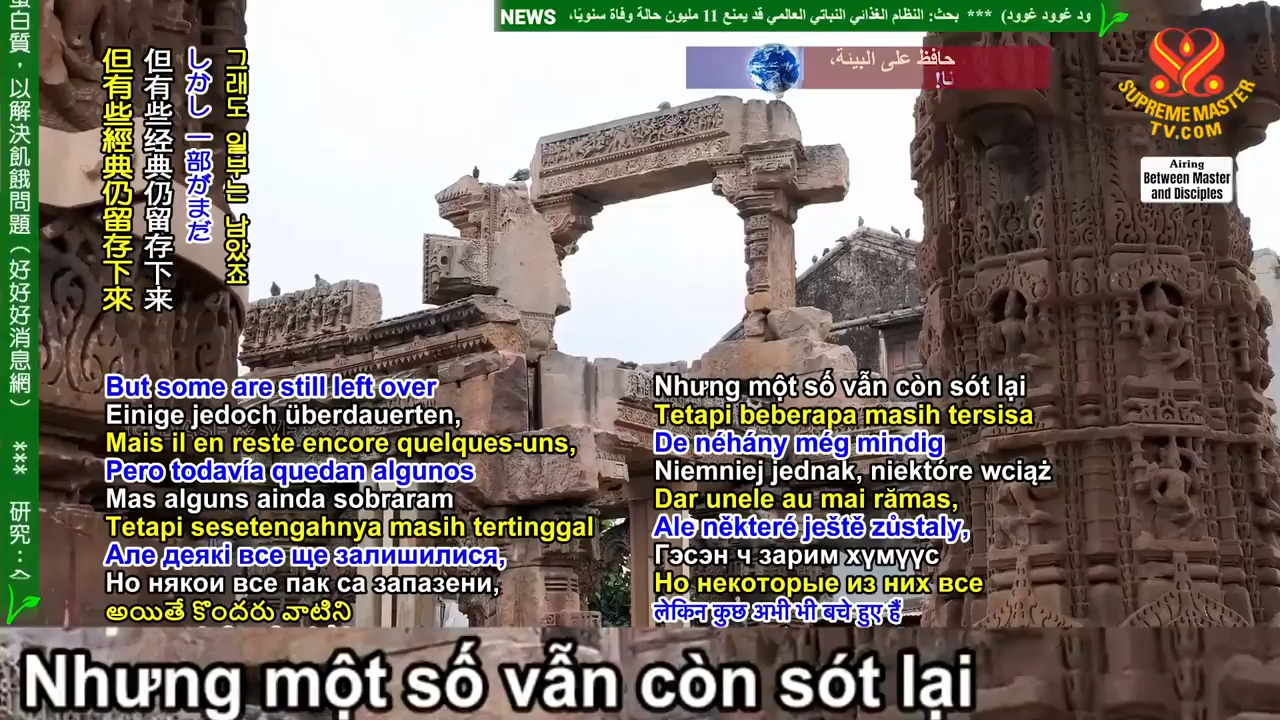 NEWS ود غوود غوود) *** بحث: النظام الغذائي النباتي العالمي قد يمنع 11 مليون حالة وفاة سنويًا،
حافظ على البيئة،
نا!
SUPREME MASTER
TV.COM
Airing
Between Master
and Disciples
蛋白質，以解決飢餓問題（好好好消息網） *** 研究：《
但有些經典仍留存下來
但有些经典仍留存下来
しかし 一部がまだ
그래도 일부는 남았죠
But some are still left over
Einige jedoch überdauerten,
Mais il en reste encore quelques-uns,
Pero todavía quedan algunos
Mas alguns ainda sobraram
Tetapi sesetengahnya masih tertinggal
Але деякі все ще залишилися,
Но някои все пак са запазени,
అయితే కొందరు వాటిని
Nhưng một số vẫn còn sót lại
Tetapi beberapa masih tersisa
De néhány még mindig
Niemniej jednak, niektóre wciąż
Dar unele au mai rămas,
Ale některé ještě zůstaly,
Гэсэн ч зарим хүмүүс
Но некоторые из них все
लेकिन कुछ अभी भी बचे हुए हैं
Nhưng một số vẫn còn sót lại